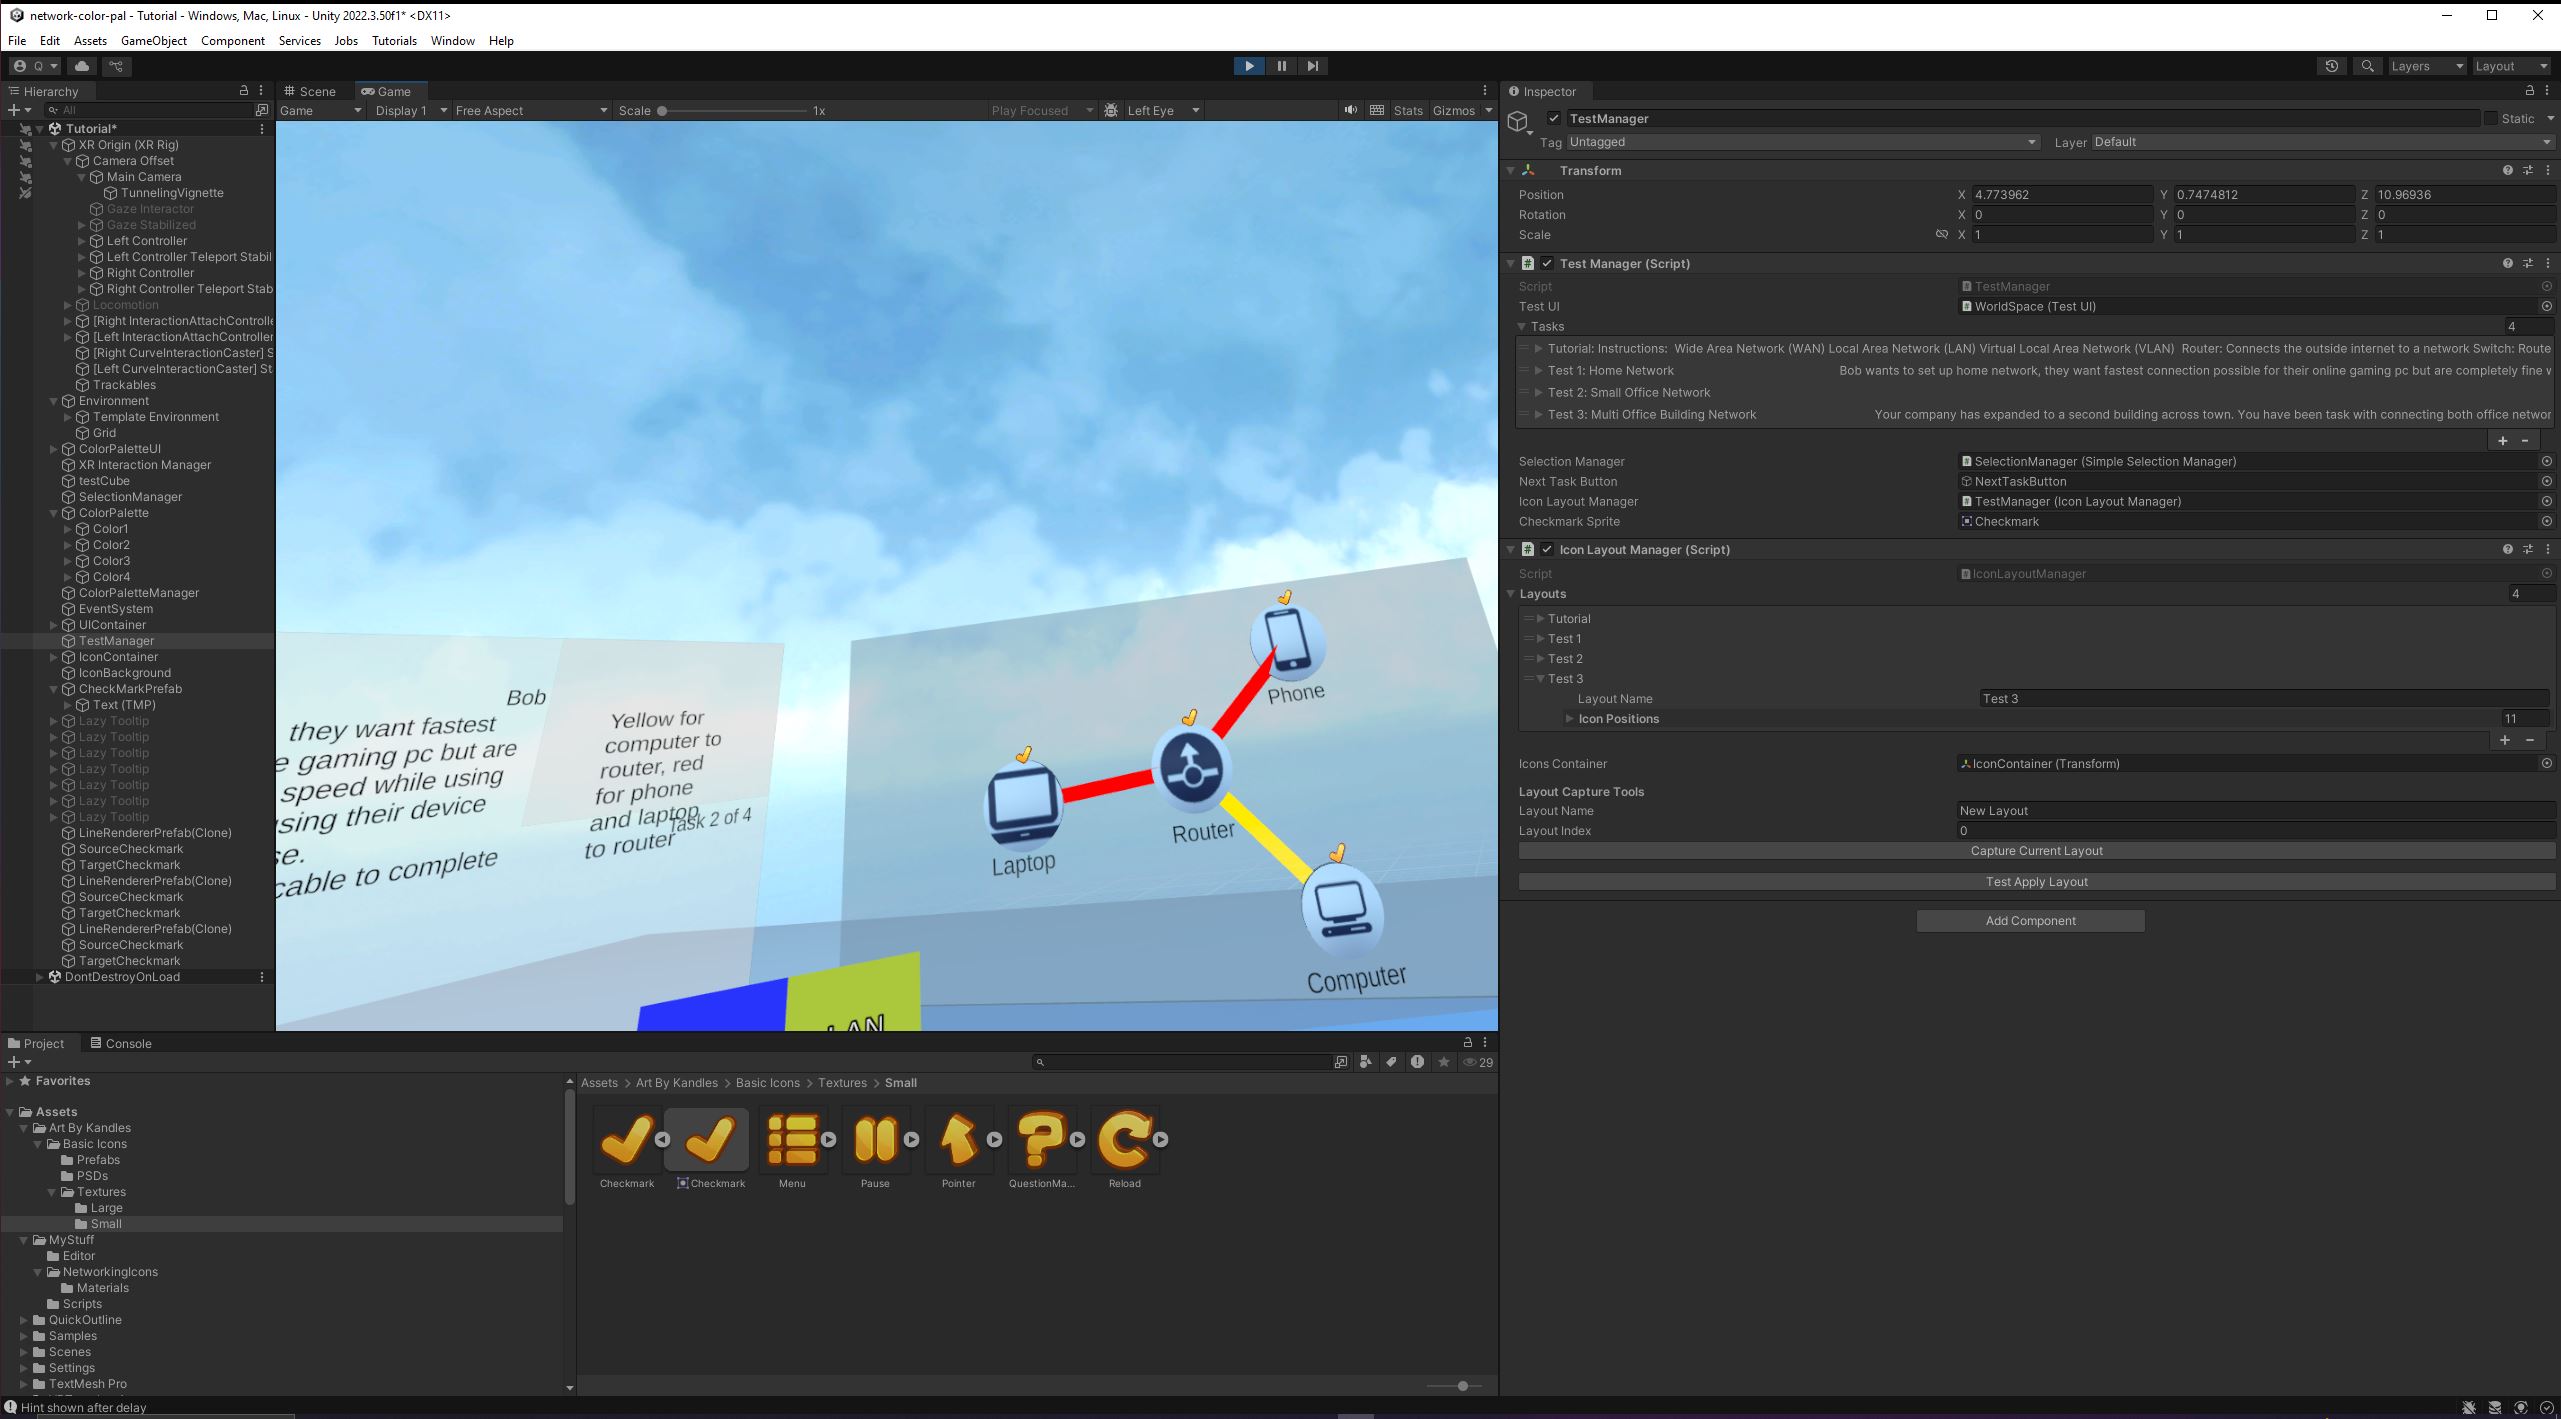 network-color-pal - Tutorial - Windows, Mac, Linux - Unity 2022.3.50f1* <DX11>
File Edit Assets GameObject Component Services Jobs Tutorials Window Help
Q
Layers Layout
Hierarchy
All
Tutorial*
XR Origin (XR Rig)
Camera Offset
Main Camera
TunnelingVignette
Gaze Interactor
Gaze Stabilized
Left Controller
Left Controller Teleport Stabil
Right Controller
Right Controller Teleport Stab
Locomotion
[Right InteractionAttachControlle
[Left InteractionAttachController
[Right CurveInteractionCaster] S
[Left CurveInteractionCaster] St
Trackables
Environment
Template Environment
Grid
ColorPaletteUI
XR Interaction Manager
testCube
SelectionManager
ColorPalette
Color1
Color2
Color3
Color4
ColorPaletteManager
EventSystem
UIContainer
TestManager
IconContainer
IconBackground
CheckMarkPrefab
Text (TMP)
Lazy Tooltip
Lazy Tooltip
Lazy Tooltip
Lazy Tooltip
Lazy Tooltip
Lazy Tooltip
Lazy Tooltip
LineRendererPrefab(Clone)
SourceCheckmark
TargetCheckmark
LineRendererPrefab(Clone)
SourceCheckmark
TargetCheckmark
LineRendererPrefab(Clone)
SourceCheckmark
TargetCheckmark
DontDestroyOnLoad
Scene Game
Game Display 1 Free Aspect Scale 1x Play Focused Left Eye Stats Gizmos
Bob
they want fastest
e gaming pc but are
speed while using
using their device
se.
cable to complete
Yellow for
computer to
router, red
for phone
and laptop
to router
Task 2 of 4
Phone
Router
Laptop
Computer
LAN
Inspector
TestManager Static
Tag Untagged Layer Default
Transform
Position X 4.773962 Y 0.7474812 Z 10.96936
Rotation X 0 Y 0 Z 0
Scale X 1 Y 1 Z 1
Test Manager (Script)
Script TestManager
Test UI WorldSpace (Test UI)
Tasks 4
Tutorial: Instructions: Wide Area Network (WAN) Local Area Network (LAN) Virtual Local Area Network (VLAN) Router: Connects the outside internet to a network Switch: Route
Test 1: Home Network Bob wants to set up home network, they want fastest connection possible for their online gaming pc but are completely fine w
Test 2: Small Office Network
Test 3: Multi Office Building Network Your company has expanded to a second building across town. You have been task with connecting both office networ
+ -
Selection Manager SelectionManager (Simple Selection Manager)
Next Task Button NextTaskButton
Icon Layout Manager TestManager (Icon Layout Manager)
Checkmark Sprite Checkmark
Icon Layout Manager (Script)
Script IconLayoutManager
Layouts 4
Tutorial
Test 1
Test 2
Test 3
Layout Name Test 3
Icon Positions 11
+ -
Icons Container IconContainer (Transform)
Layout Capture Tools
Layout Name New Layout
Layout Index 0
Capture Current Layout
Test Apply Layout
Add Component
Project Console
29
Favorites
Assets
Art By Kandles
Basic Icons
Prefabs
PSDs
Textures
Large
Small
MyStuff
Editor
NetworkingIcons
Materials
Scripts
QuickOutline
Samples
Scenes
Settings
TextMesh Pro
Assets > Art By Kandles > Basic Icons > Textures > Small
Checkmark Checkmark Menu Pause Pointer QuestionMa... Reload
Hint shown after delay